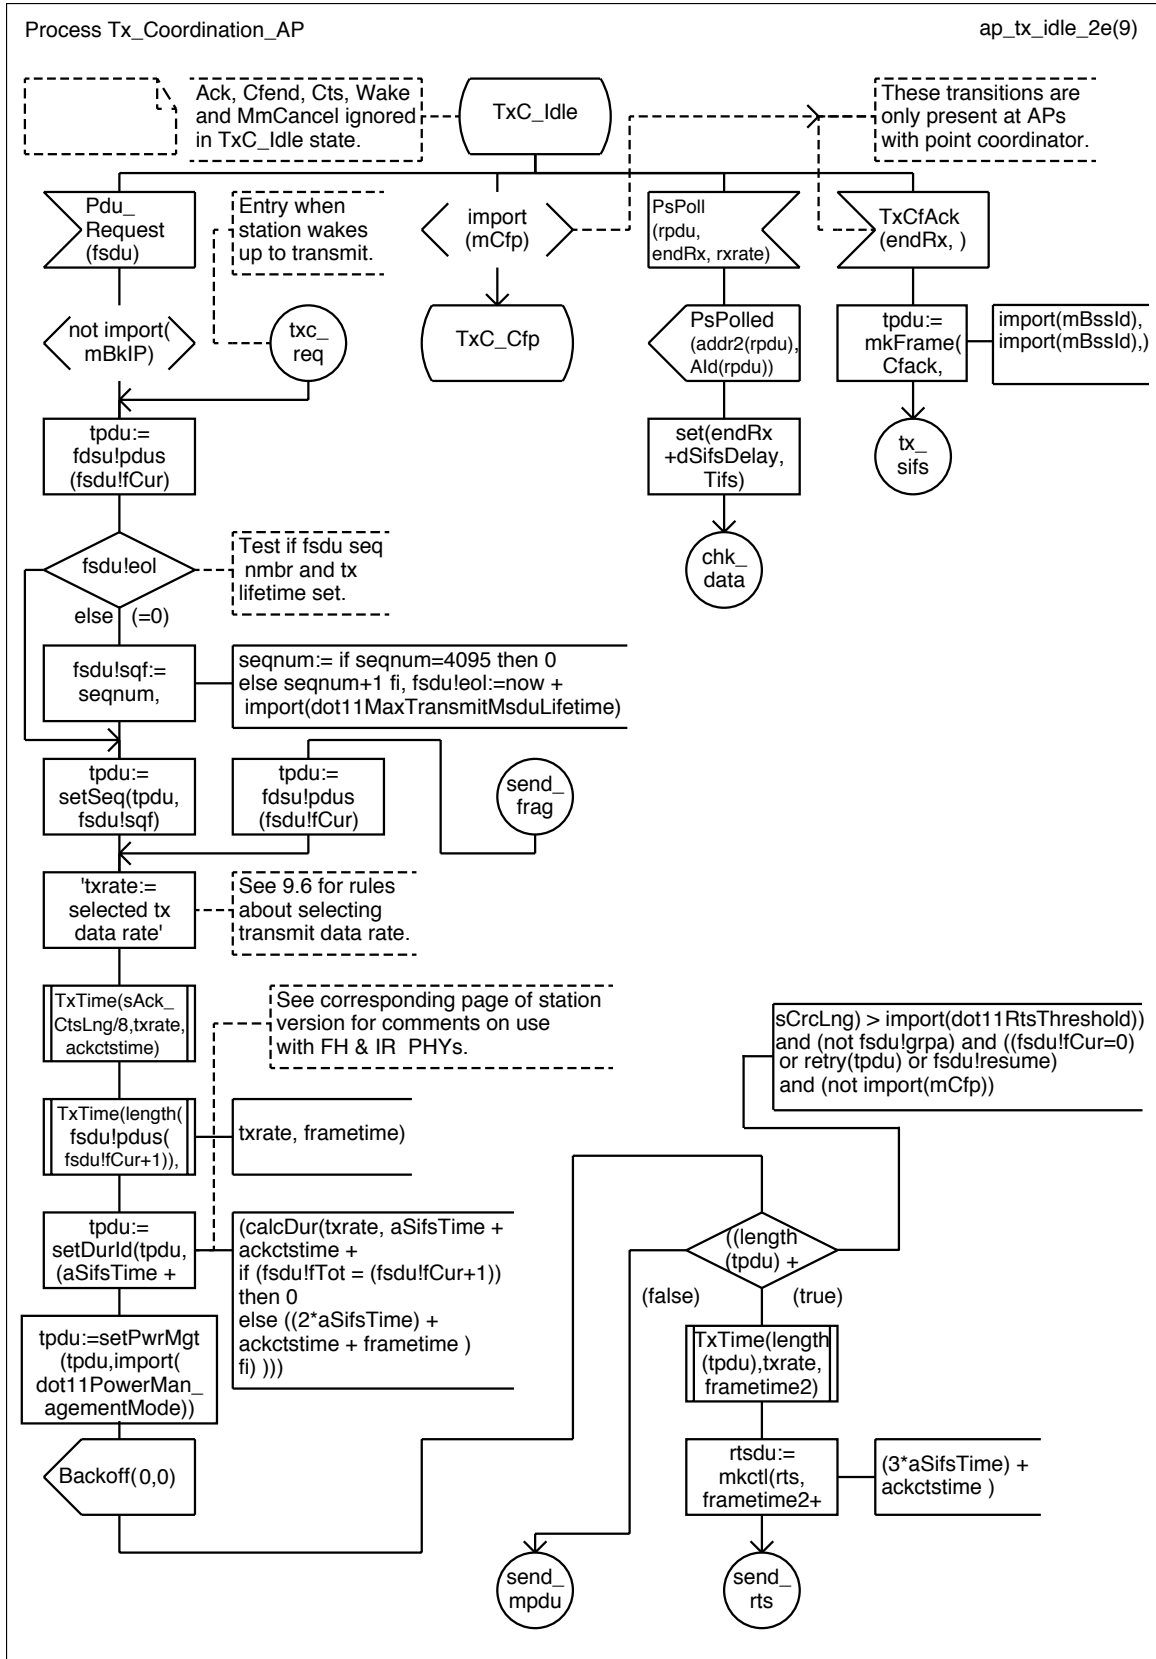 Process Tx_Coordination_AP
ap_tx_idle_2e(9)
Ack, Cfend, Cts, Wake
and MmCancel ignored
in TxC_Idle state.
TxC_Idle
These transitions are
only present at APs
with point coordinator.
Pdu_
Request
(fsdu)
Entry when
station wakes
up to transmit.
import
(mCfp)
PsPoll
(rpdu,
endRx, rxrate)
TxCfAck
(endRx, )
not import(
mBkIP)
txc_
req
TxC_Cfp
PsPolled
(addr2(rpdu),
AId(rpdu))
tpdu:=
mkFrame(
Cfack,
import(mBssId),
import(mBssId),)
tpdu:=
fdsu!pdus
(fsdu!fCur)
set(endRx
+dSifsDelay,
Tifs)
tx_
sifs
fsdu!eol
Test if fsdu seq
nmbr and tx
lifetime set.
chk_
data
else
(=0)
fsdu!sqf:=
seqnum,
seqnum:= if seqnum=4095 then 0
else seqnum+1 fi, fsdu!eol:=now +
import(dot11MaxTransmitMsduLifetime)
tpdu:=
setSeq(tpdu,
fsdu!sqf)
tpdu:=
fdsu!pdus
(fsdu!fCur)
send_
frag
'txrate:=
selected tx
data rate'
See 9.6 for rules
about selecting
transmit data rate.
TxTime(sAck_
CtsLng/8,txrate,
ackctstime)
See corresponding page of station
version for comments on use
with FH & IR  PHYs.
sCrcLng) > import(dot11RtsThreshold))
and (not fsdu!grpa) and ((fsdu!fCur=0)
or retry(tpdu) or fsdu!resume)
and (not import(mCfp))
TxTime(length(
fsdu!pdus(
fsdu!fCur+1)),
txrate, frametime)
tpdu:=
setDurId(tpdu,
(aSifsTime +
(calcDur(txrate, aSifsTime +
ackctstime +
if (fsdu!fTot = (fsdu!fCur+1))
then 0
else ((2*aSifsTime) +
ackctstime + frametime )
fi) )))
((length
(tpdu) +
(false)
(true)
tpdu:=setPwrMgt
(tpdu,import(
dot11PowerMan_
agementMode))
TxTime(length
(tpdu),txrate,
frametime2)
Backoff(0,0)
rtsdu:=
mkctl(rts,
frametime2+
(3*aSifsTime) +
ackctstime )
send_
mpdu
send_
rts